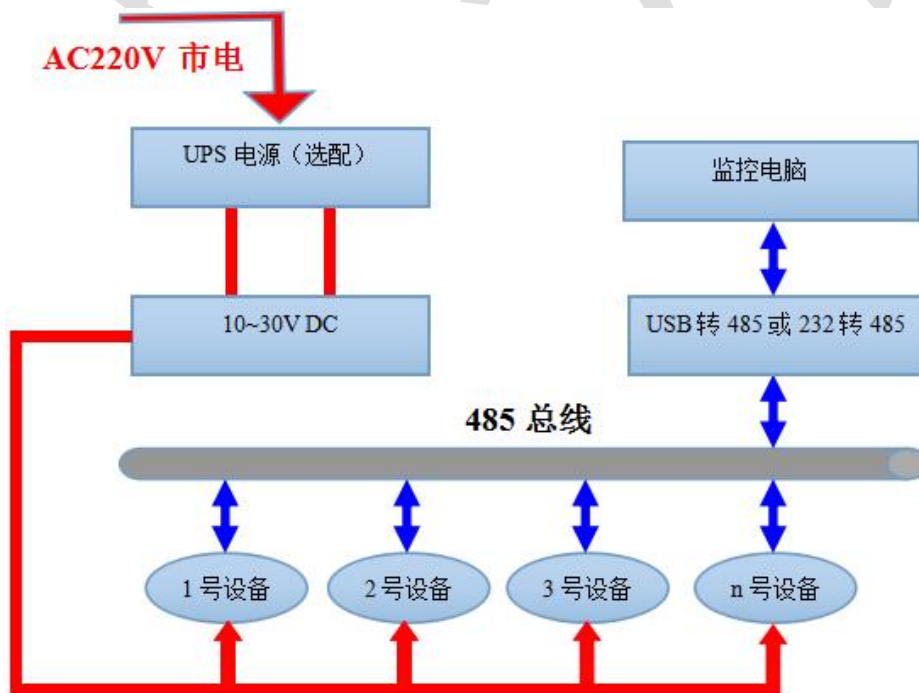 AC220V 市电
UPS 电源（选配）
监控电脑
10~30V DC
USB 转 485 或 232 转 485
485 总线
1 号设备
2 号设备
3 号设备
n 号设备